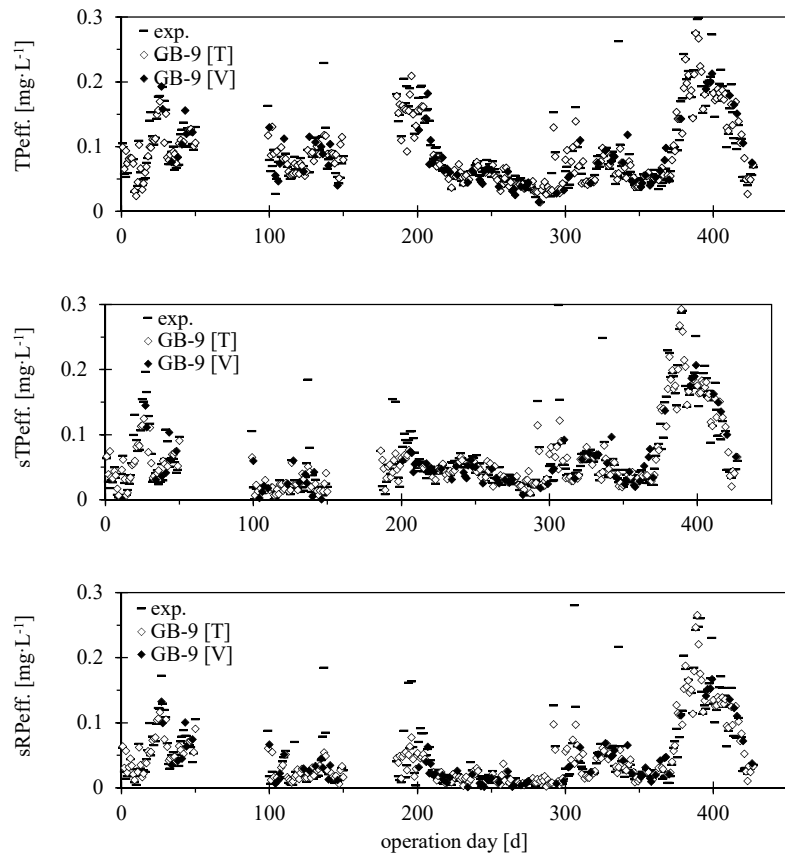 0.3
exp.
GB-9 [T]
GB-9 [V]
0.2
0.1
0
TPeff. [mg·L⁻¹]
0 100 200 300 400
0.3
exp.
GB-9 [T]
GB-9 [V]
0.2
0.1
0
sTPeff. [mg·L⁻¹]
0 100 200 300 400
0.3
exp.
GB-9 [T]
GB-9 [V]
0.2
0.1
0
sRPeff. [mg·L⁻¹]
0 100 200 300 400
operation day [d]